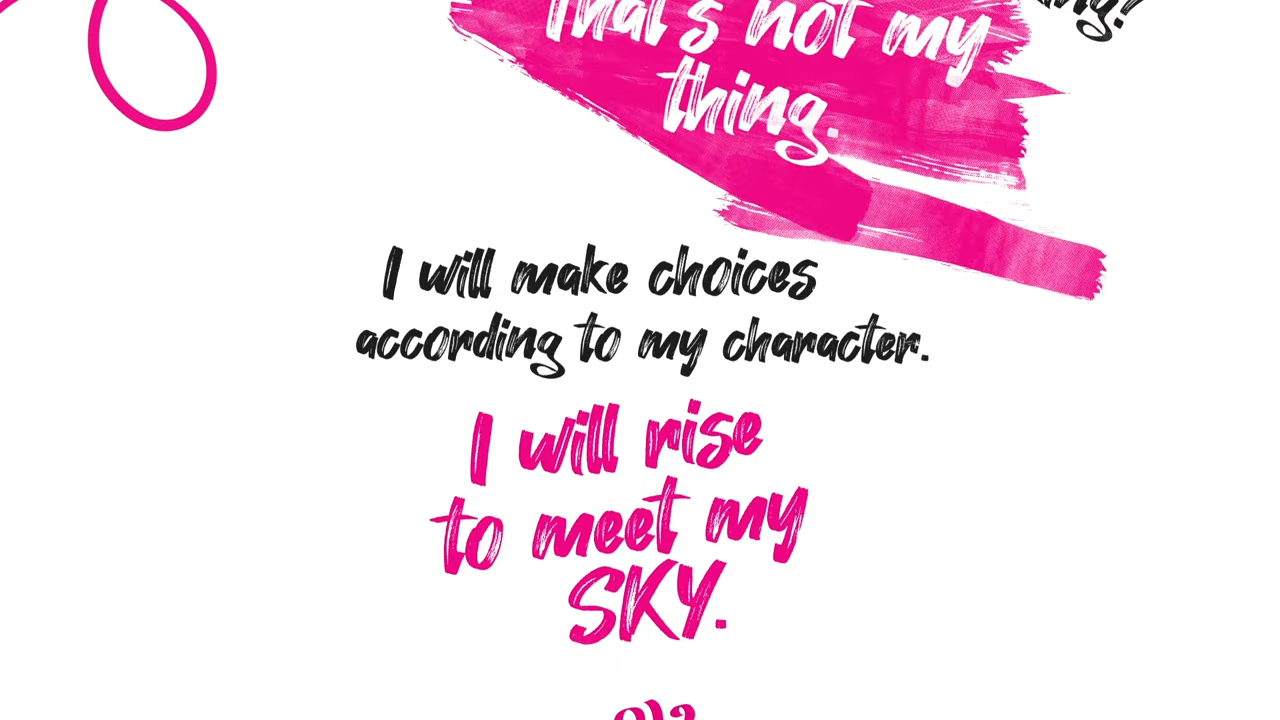 That's not my
thing.
I will make choices
according to my character.
I will rise
to meet my
SKY.